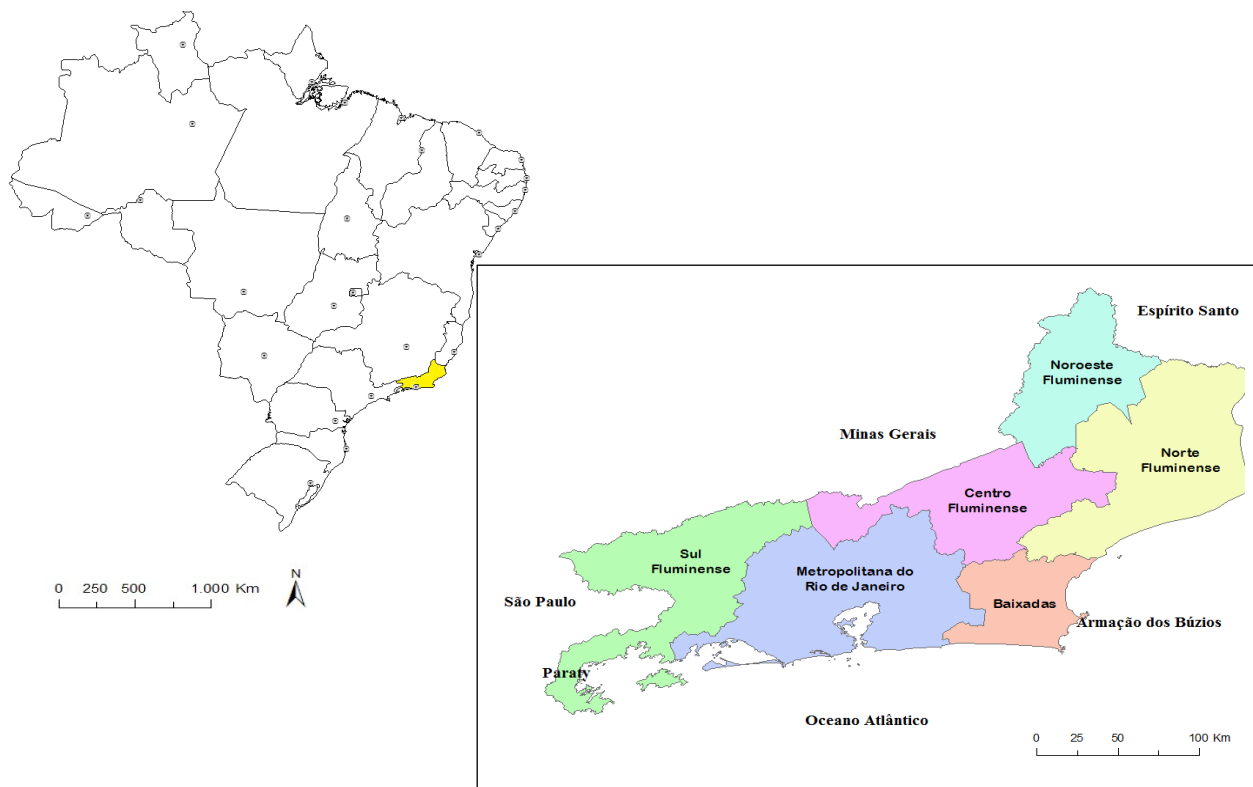 Espírito Santo
Noroeste
Fluminense
Minas Gerais
Norte
Fluminense
Centro
Fluminense
Sul
Fluminense
Metropolitana do
Rio de Janeiro
São Paulo
Baixadas
Armação dos Búzios
Paraty
Oceano Atlântico
0 250 500 1.000 Km
N
0 25 50 100 Km